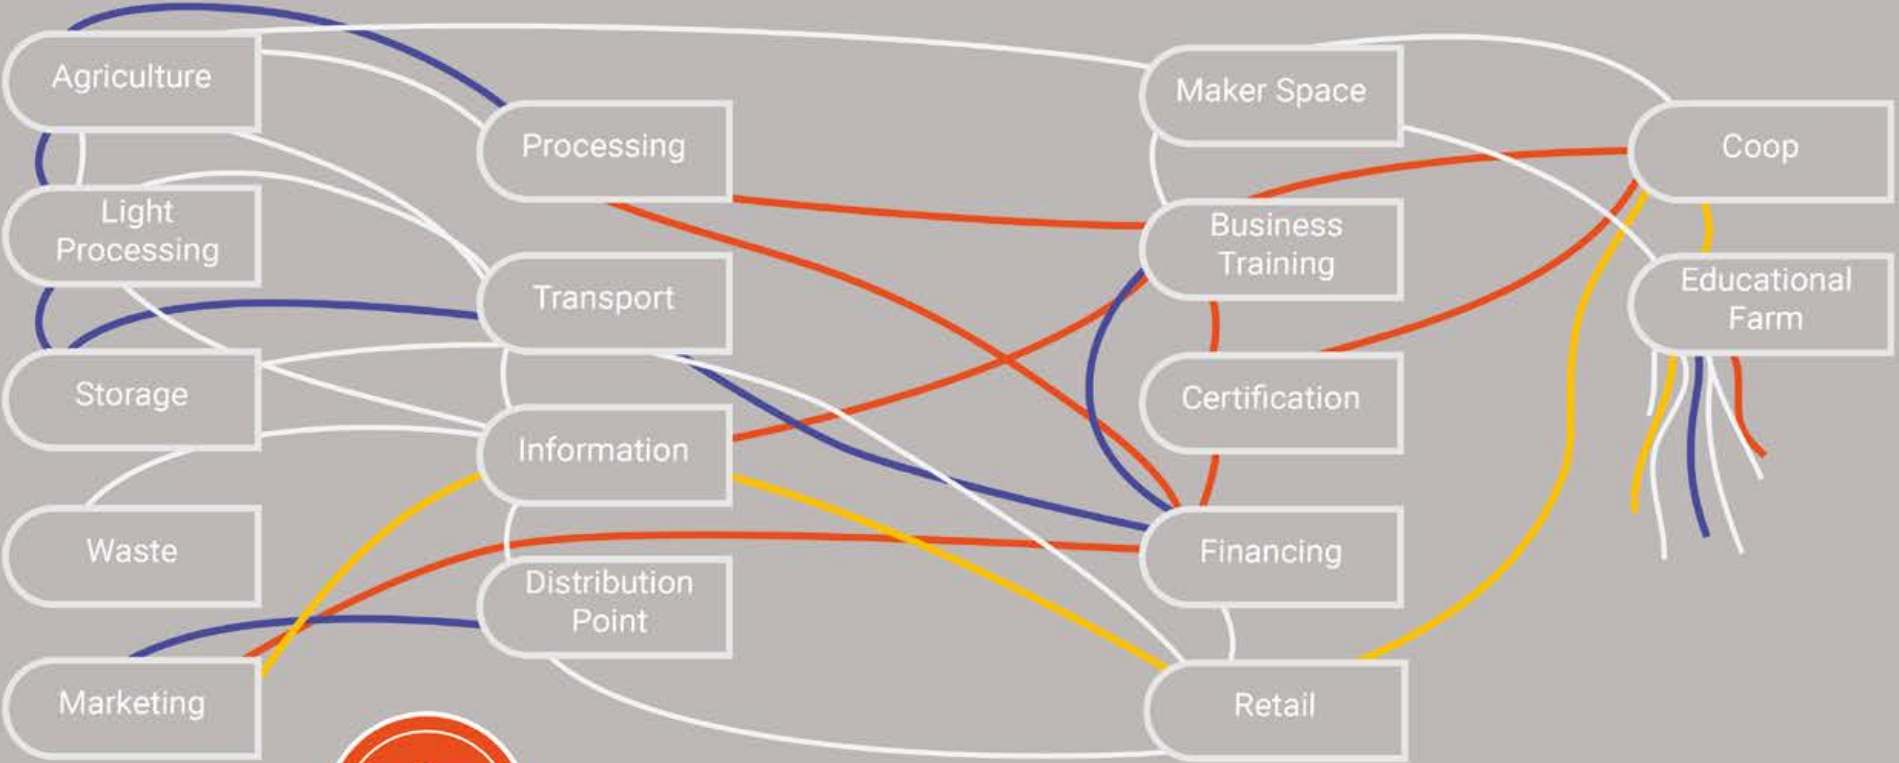 Agriculture
Light
Processing
Storage
Waste
Marketing
Processing
Transport
Information
Distribution
Point
Maker Space
Business
Training
Certification
Financing
Retail
Coop
Educational
Farm